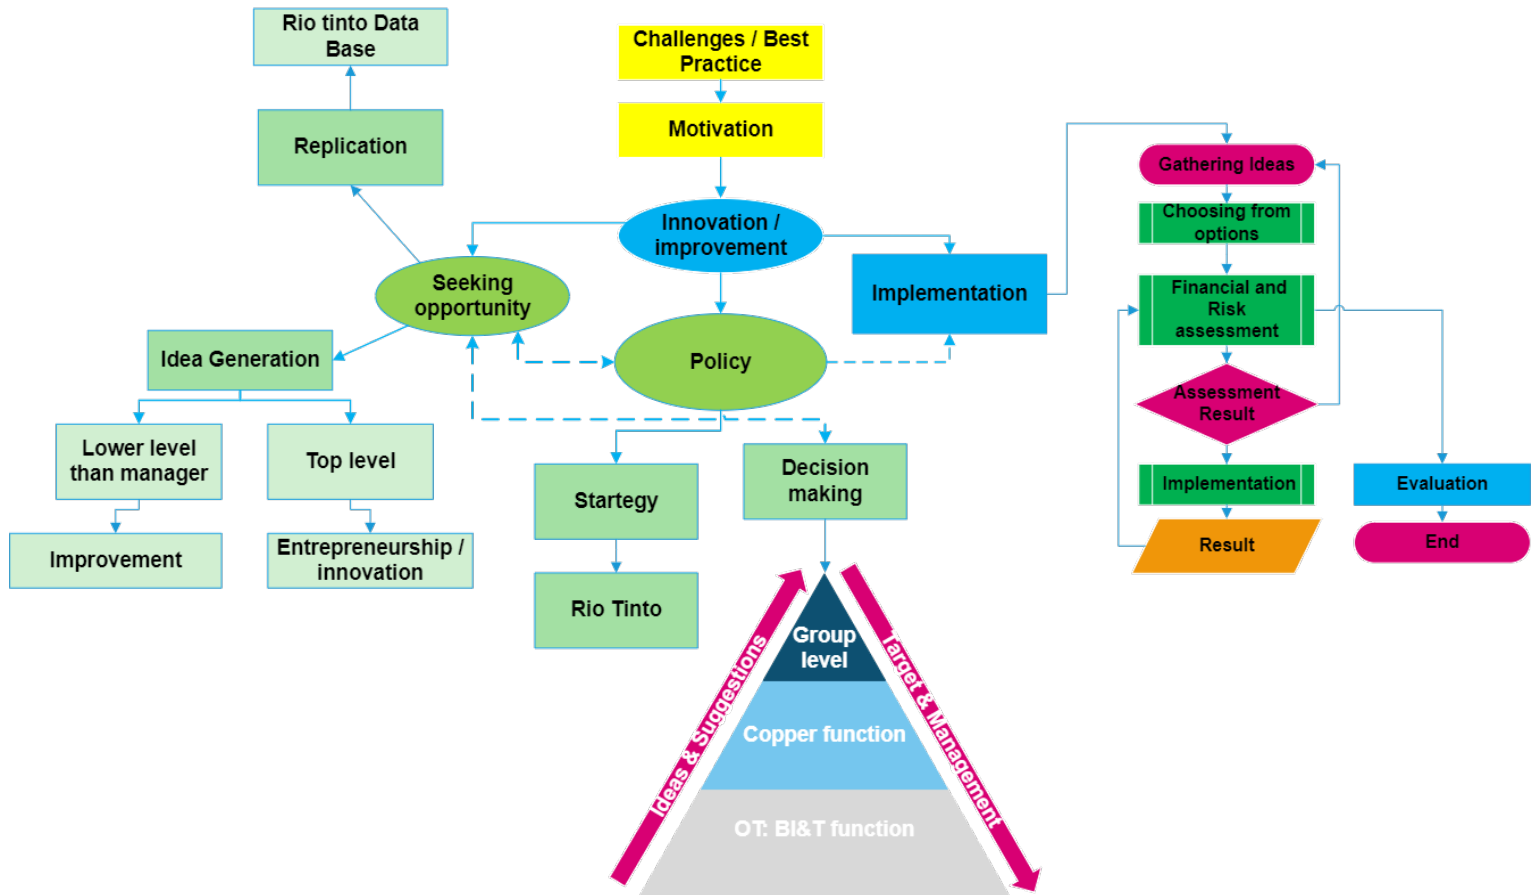 Rio tinto Data
Base
Challenges / Best
Practice
Replication
Motivation
Gathering Ideas
Innovation /
improvement
Choosing from
options
Seeking
opportunity
Implementation
Financial and
Risk
assessment
Idea Generation
Policy
Assessment
Result
Lower level
than manager
Top level
Startegy
Decision
making
Implementation
Evaluation
Improvement
Entrepreneurship /
innovation
Result
End
Rio Tinto
Group
level
Ideas & Suggestions
Target & Management
Copper function
OT: BI&T function